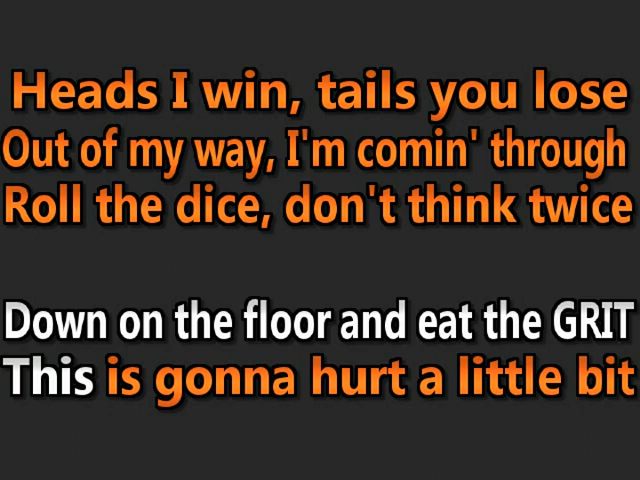 Heads I win, tails you lose
Out of my way, I'm comin' through
Roll the dice, don't think twice
Down on the floor and eat the GRIT
This is gonna hurt a little bit